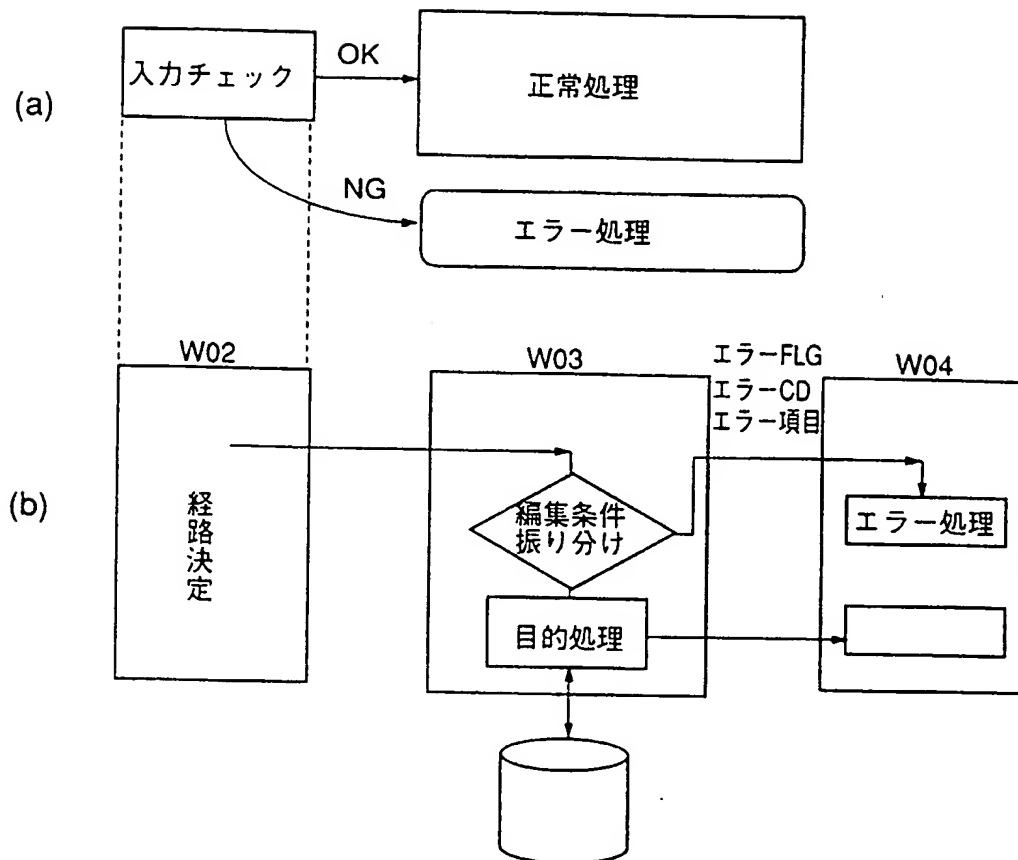 (a)
入力チェック
OK
正常処理
NG
エラー処理
(b)
W02
経路決定
W03
編集条件
振り分け
目的処理
エラーFLG
エラーCD
エラー項目
W04
エラー処理